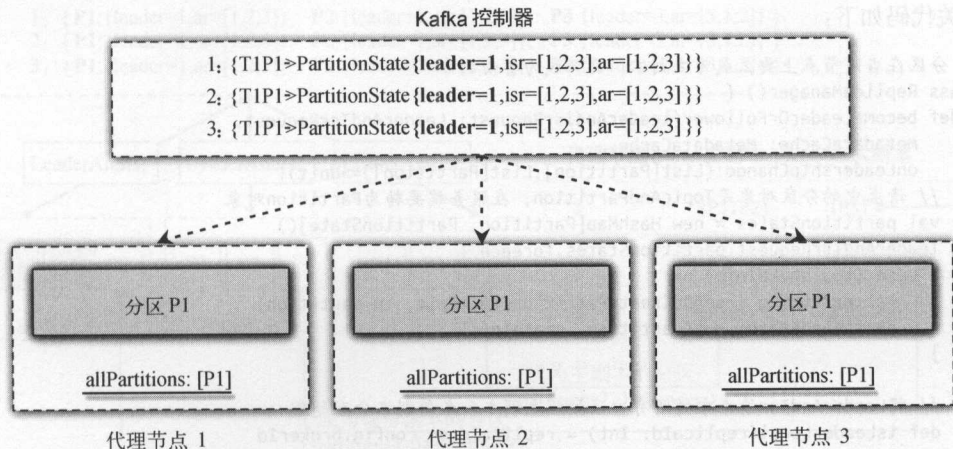 Kafka 控制器
1: {T1P1>PartitionState{leader=1,isr=[1,2,3],ar=[1,2,3]}}
2: {T1P1>PartitionState{leader=1,isr=[1,2,3],ar=[1,2,3]}}
3: {T1P1>PartitionState{leader=1,isr=[1,2,3],ar=[1,2,3]}}
分区 P1
分区 P1
分区 P1
allPartitions: [P1]
allPartitions: [P1]
allPartitions: [P1]
代理节点 1
代理节点 2
代理节点 3